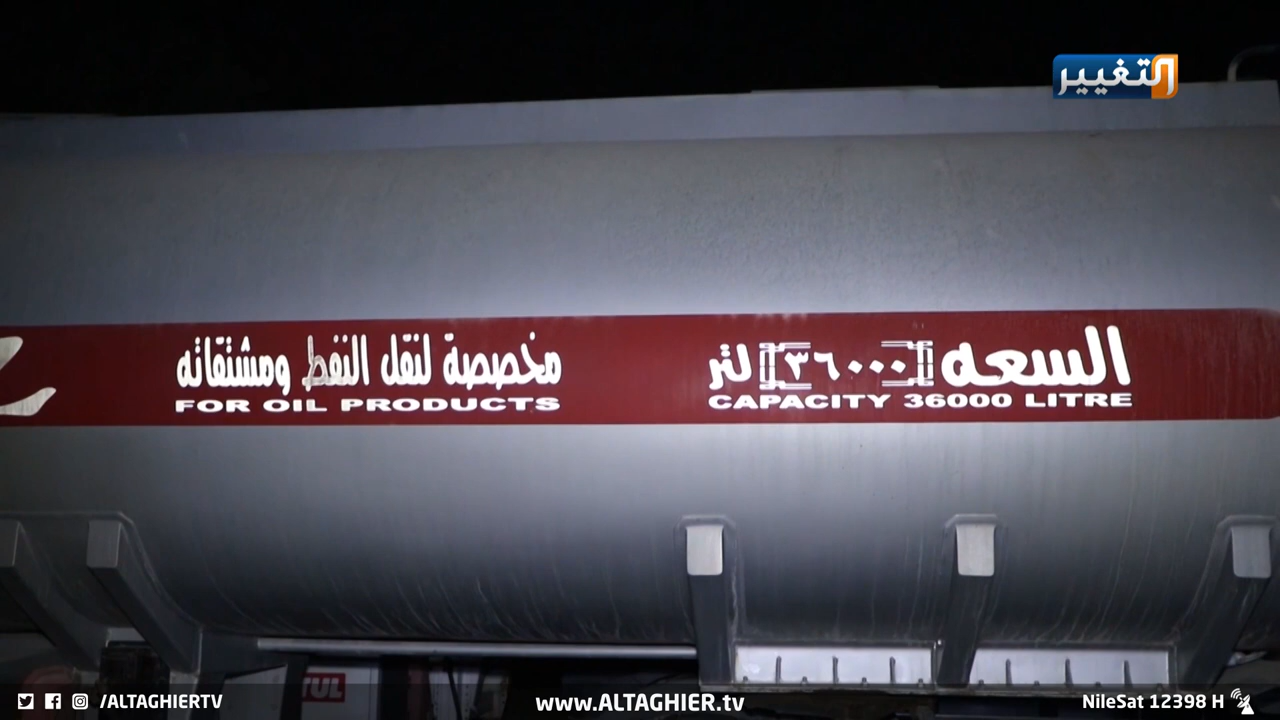 التغيير
السعه [٣٦٠٠٠] لتر
CAPACITY 36000 LITRE
مخصصة لنقل النفط ومشتقاته
FOR OIL PRODUCTS
/ALTAGHIERTV
www.ALTAGHIER.tv
NileSat 12398 H